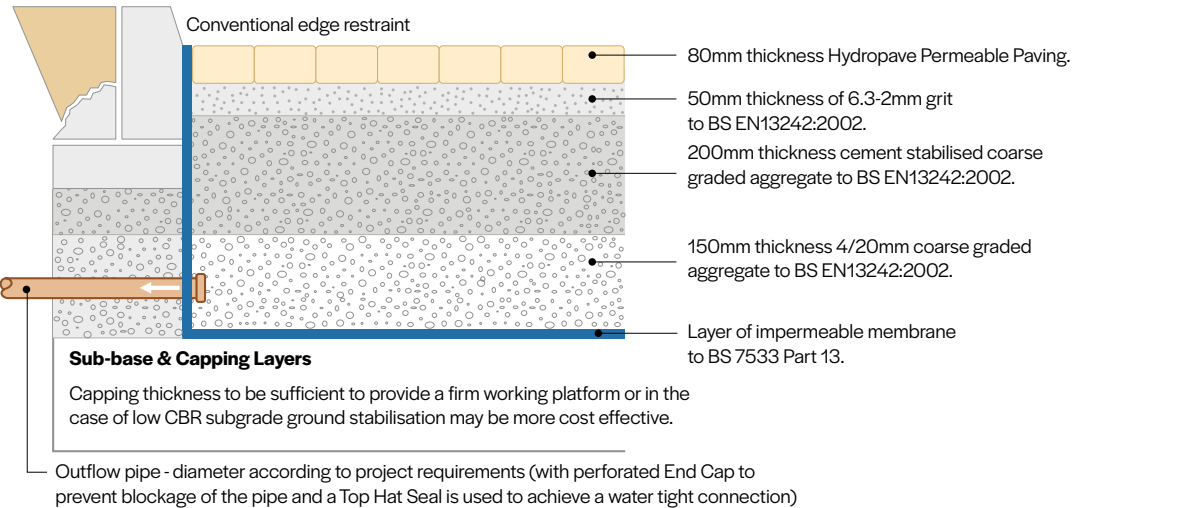 Conventional edge restraint
80mm thickness Hydropave Permeable Paving.
50mm thickness of 6.3-2mm grit
to BS EN13242:2002.
200mm thickness cement stabilised coarse
graded aggregate to BS EN13242:2002.
150mm thickness 4/20mm coarse graded
aggregate to BS EN13242:2002.
Layer of impermeable membrane
to BS 7533 Part 13.
Sub-base & Capping Layers
Capping thickness to be sufficient to provide a firm working platform or in the
case of low CBR subgrade ground stabilisation may be more cost effective.
Outflow pipe - diameter according to project requirements (with perforated End Cap to
prevent blockage of the pipe and a Top Hat Seal is used to achieve a water tight connection)